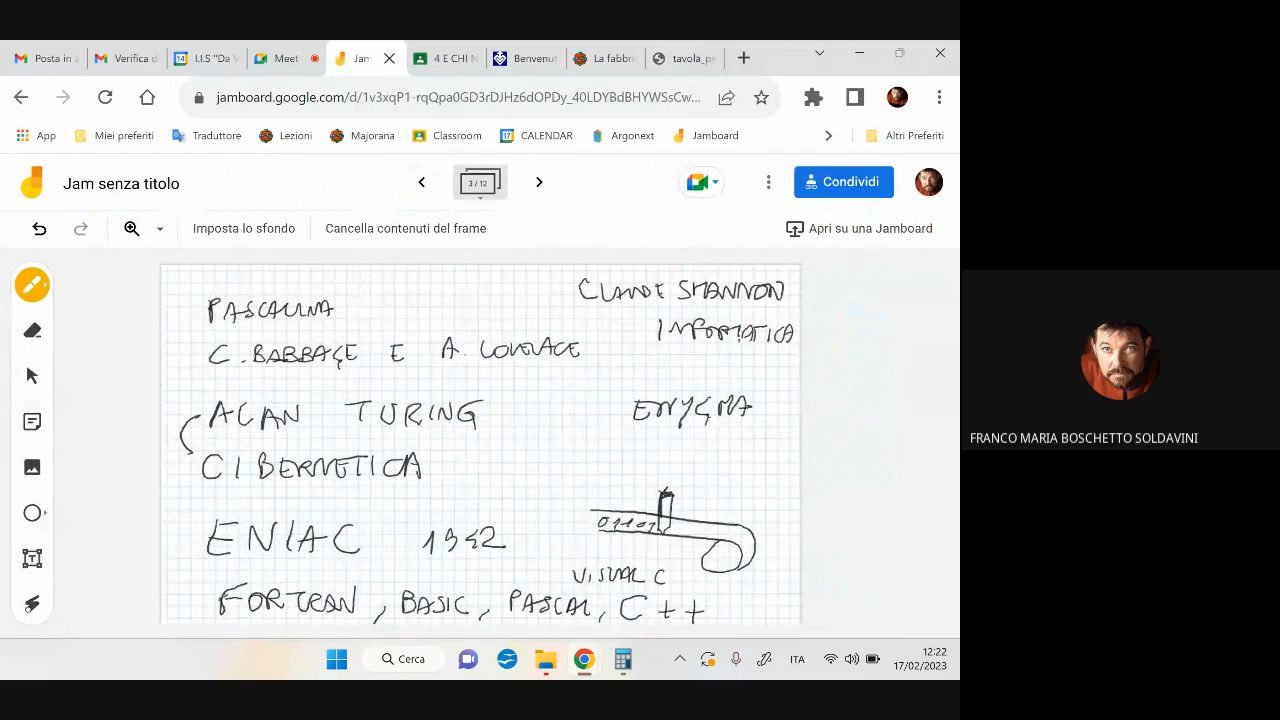 Posta in a
Verifica d
I.I.S "Da V
Meet
Jam
4 E CHI N
Benvenut
La fabbri
tavola_pe
jamboard.google.com/d/1v3xqP1-rqQpa0GD3rDJHz6dOPDy_40LDYBdBHYWSsCw...
App
Miei preferiti
Traduttore
Lezioni
Majorana
Classroom
CALENDAR
Argonext
Jamboard
Altri Preferiti
Jam senza titolo
3 / 12
Condividi
Imposta lo sfondo
Cancella contenuti del frame
Apri su una Jamboard
CLAUDE SHANNON
PASCALINA
INFORMATICA
C. BABBAGE E A. LOVELACE
ALAN TURING
ENYGMA
CIBERNETICA
01101
ENIAC 1942
VISUAL C
FORTRAN, BASIC, PASCAL, C++
FRANCO MARIA BOSCHETTO SOLDAVINI
Cerca
ITA
12:22
17/02/2023